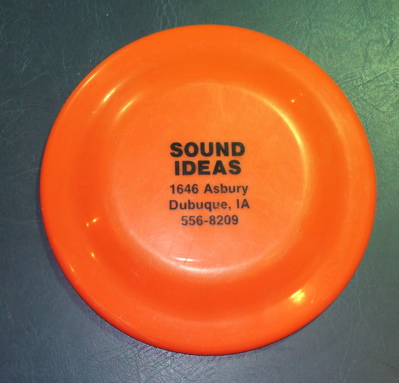 SOUND
IDEAS
1646 Asbury
Dubuque, IA
556-8209